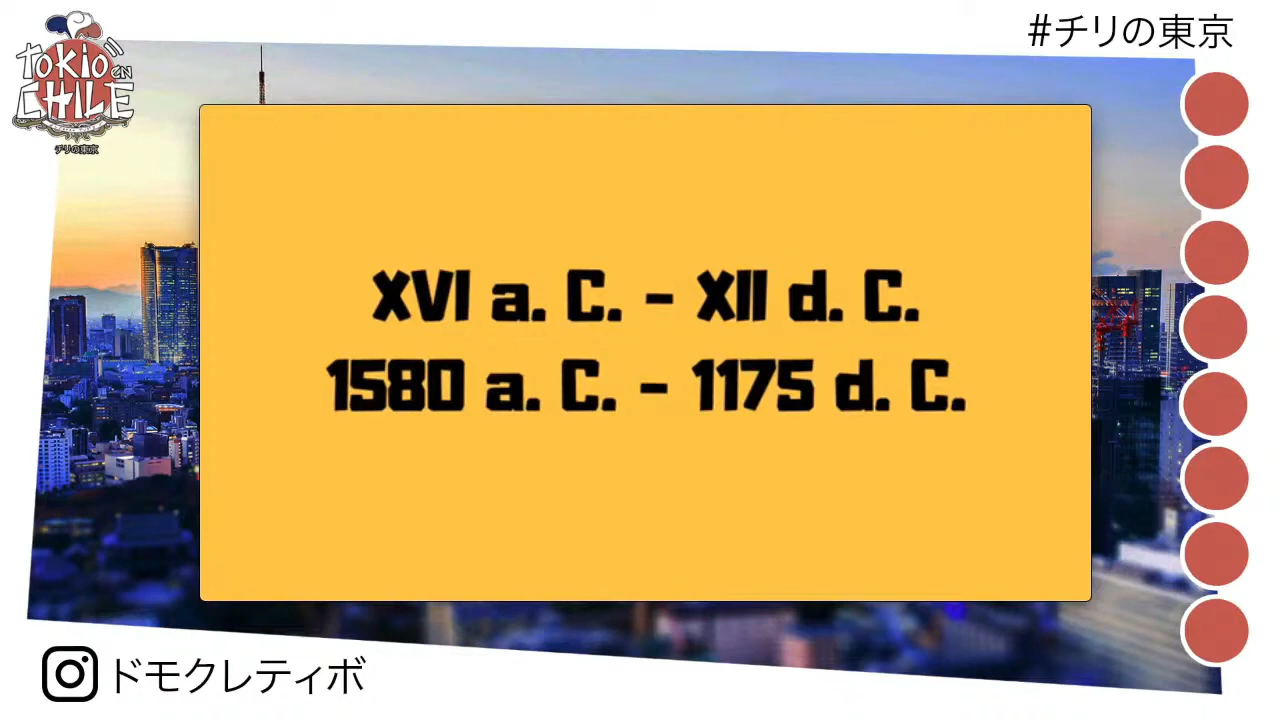 #チリの東京
TOKIO EN
CHILE
チリの東京
XVI a. C. - XII d. C.
1580 a. C. - 1175 d. C.
ドモクレティボ